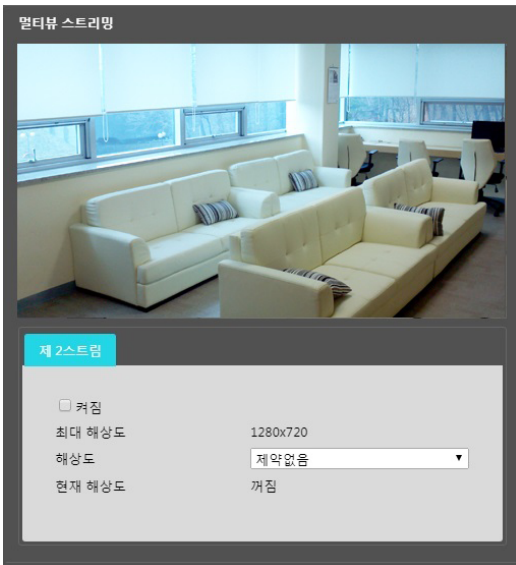 멀티뷰 스트리밍
제 2스트림
켜짐
최대 해상도 1280x720
해상도 제약없음
현재 해상도 꺼짐